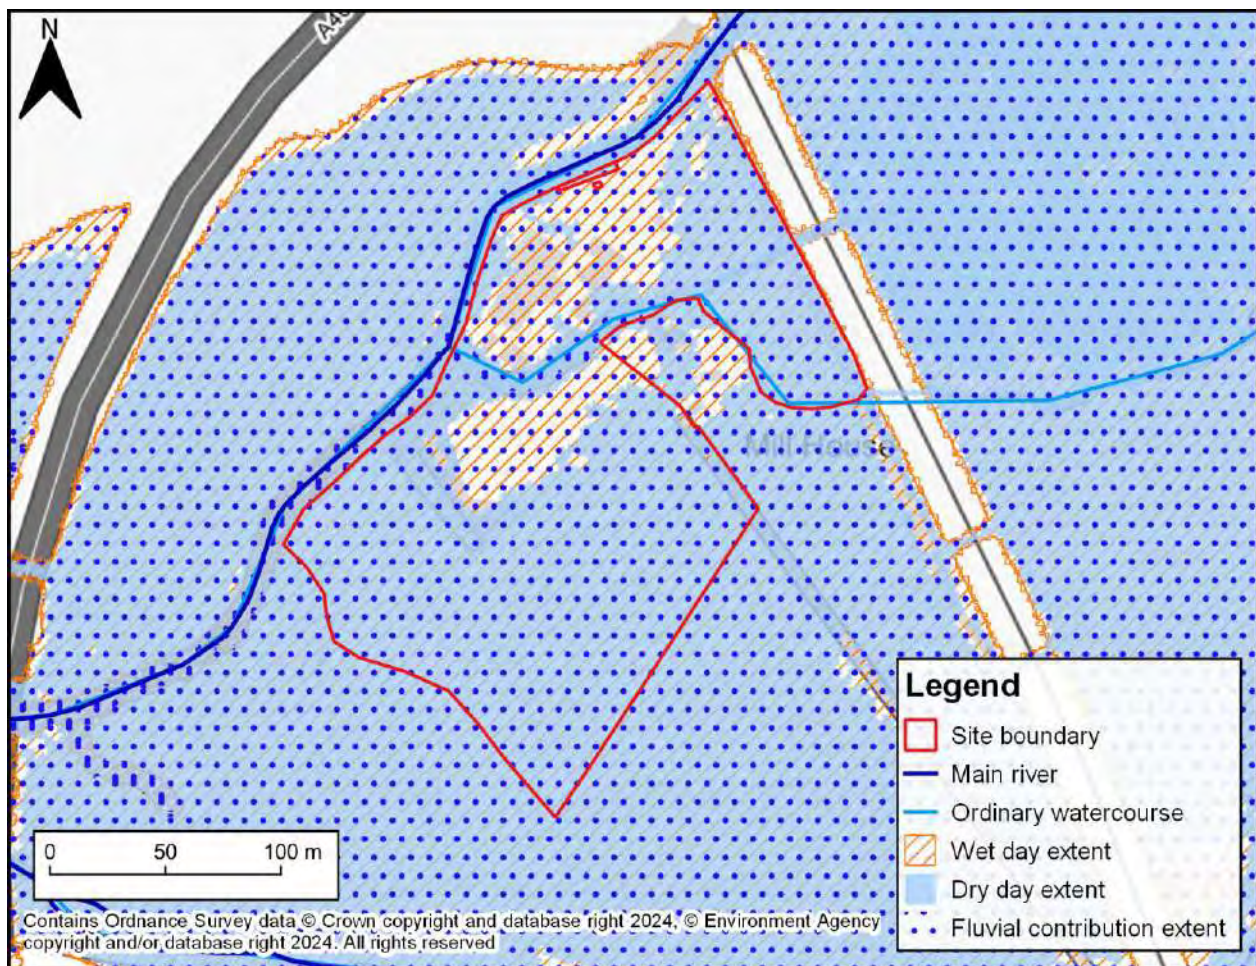 N
Mill House
Legend
Site boundary
Main river
Ordinary watercourse
Wet day extent
Dry day extent
Fluvial contribution extent
0 50 100 m
Contains Ordnance Survey data © Crown copyright and database right 2024, © Environment Agency
copyright and/or database right 2024. All rights reserved